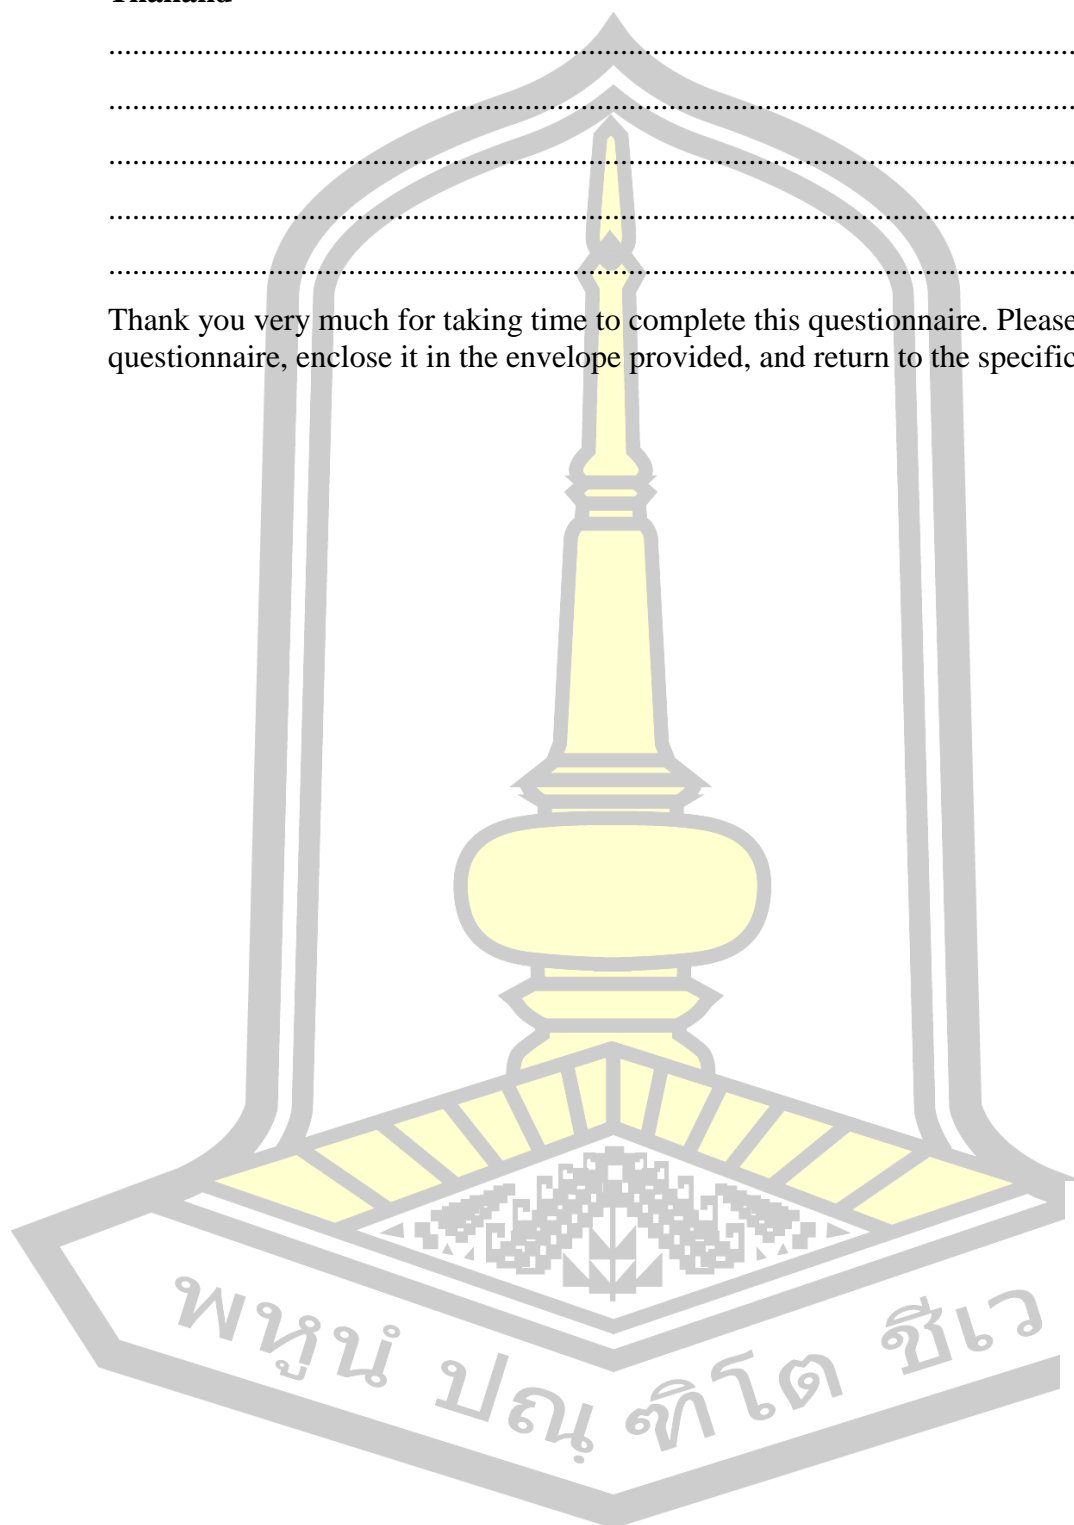 ............................................................................................................................
............................................................................................................................
............................................................................................................................
............................................................................................................................
............................................................................................................................
Thank you very much for taking time to complete this questionnaire. Please
questionnaire, enclose it in the envelope provided, and return to the specific
พหูนํ ปณฺฑิโต ชีเว